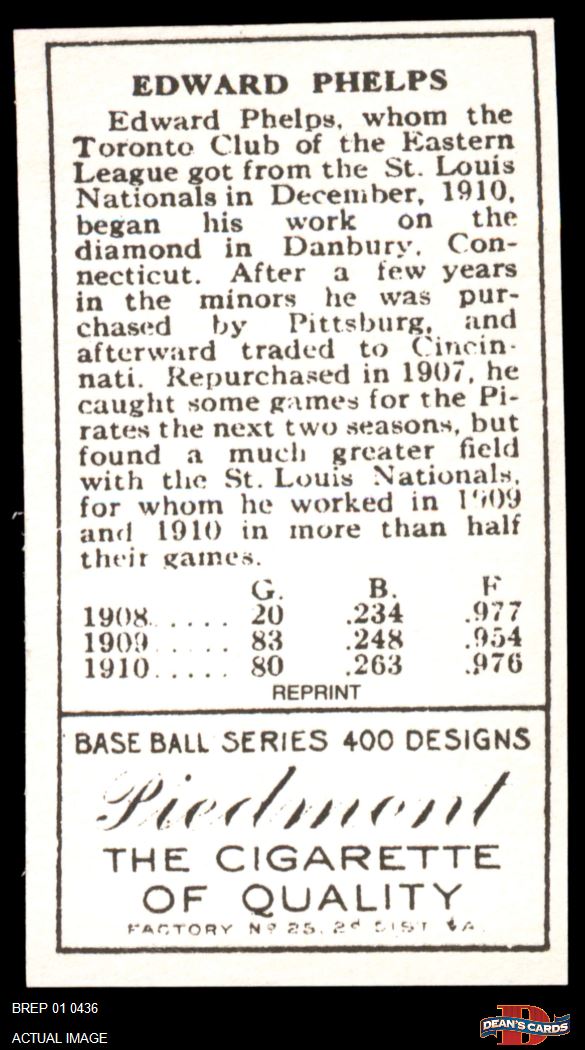 EDWARD PHELPS
Edward Phelps, whom the
Toronto Club of the Eastern
League got from the St. Louis
Nationals in December, 1910,
began his work on the
diamond in Danbury, Con-
necticut. After a few years
in the minors he was pur-
chased by Pittsburg, and
afterward traded to Cincin-
nati. Repurchased in 1907, he
caught some games for the Pi-
rates the next two seasons, but
found a much greater field
with the St. Louis Nationals,
for whom he worked in 1909
and 1910 in more than half
their games.
G. B. F
1908...... 20 .234 .977
1909...... 83 .248 .954
1910..... 80 .263 .976
REPRINT
BASE BALL SERIES 400 DESIGNS
Piedmont
THE CIGARETTE
OF QUALITY
FACTORY No 25, 2d DIST VA.
BREP 01 0436
ACTUAL IMAGE
D
DEAN'S CARDS